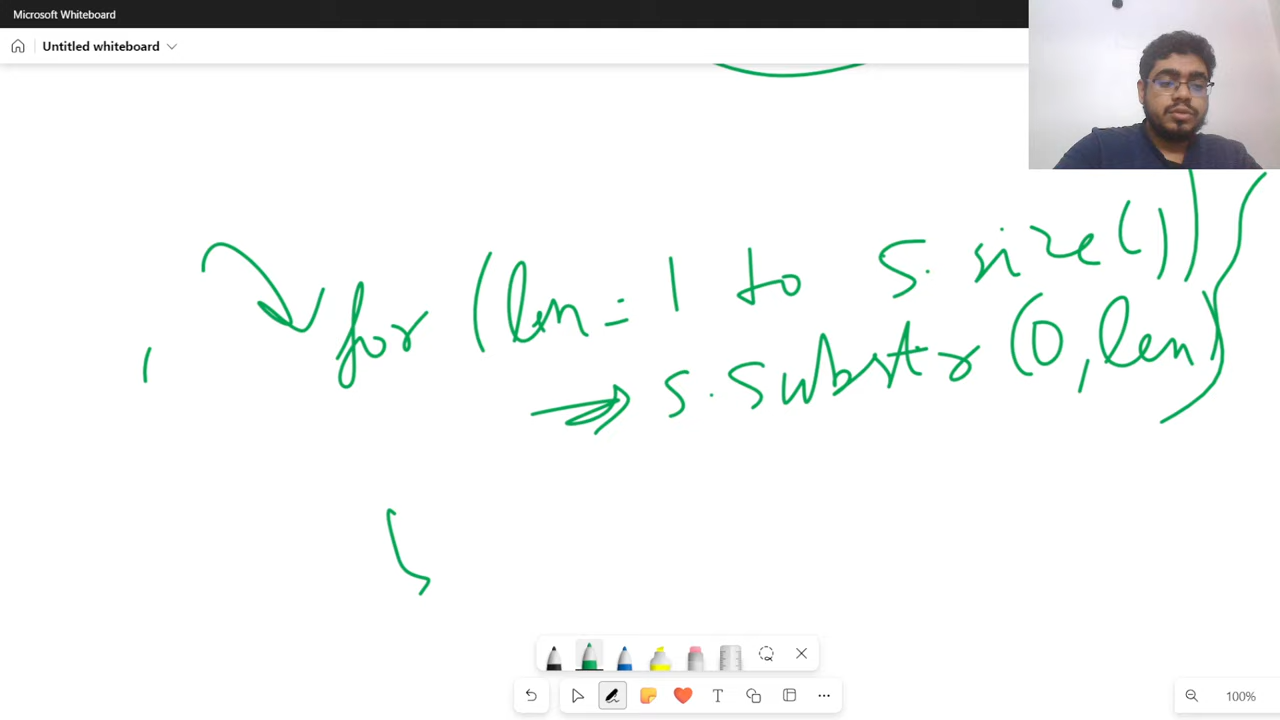 Microsoft Whiteboard
Untitled whiteboard
for (len = 1 to s.size()) {
→ s.substr(0, len)
100%